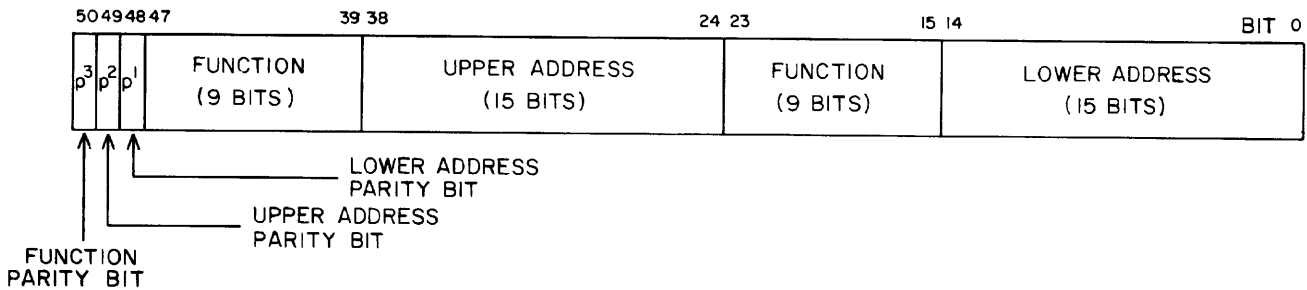 50 49 48 47 39 38 24 23 15 14 BIT 0
p3 p2 p1 FUNCTION (9 BITS) UPPER ADDRESS (15 BITS) FUNCTION (9 BITS) LOWER ADDRESS (15 BITS)
LOWER ADDRESS
PARITY BIT
UPPER ADDRESS
PARITY BIT
FUNCTION
PARITY BIT